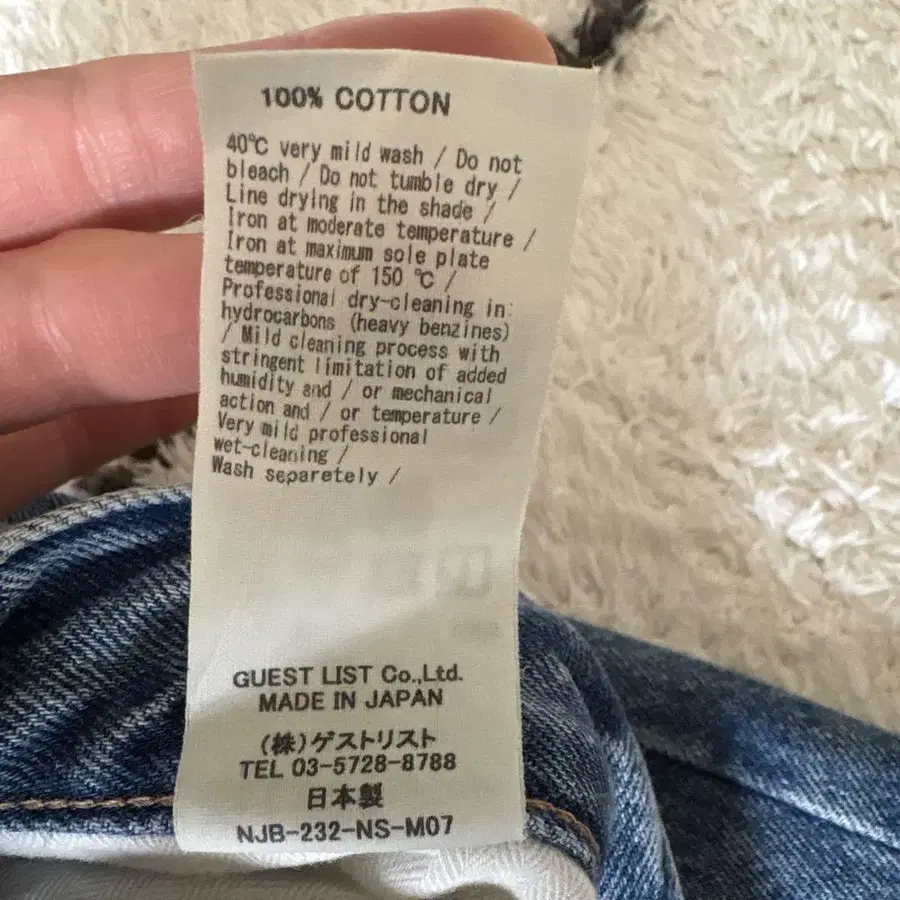 100% COTTON
40℃ very mild wash / Do not
bleach / Do not tumble dry /
Line drying in the shade /
Iron at moderate temperature /
Iron at maximum sole plate
temperature of 150 ℃ /
Professional dry-cleaning in:
hydrocarbons (heavy benzines)
/ Mild cleaning process with
stringent limitation of added
humidity and / or mechanical
action and / or temperature /
Very mild professional
wet-cleaning /
Wash separetely /
GUEST LIST Co.,Ltd.
MADE IN JAPAN
(株)ゲストリスト
TEL 03-5728-8788
日本製
NJB-232-NS-M07